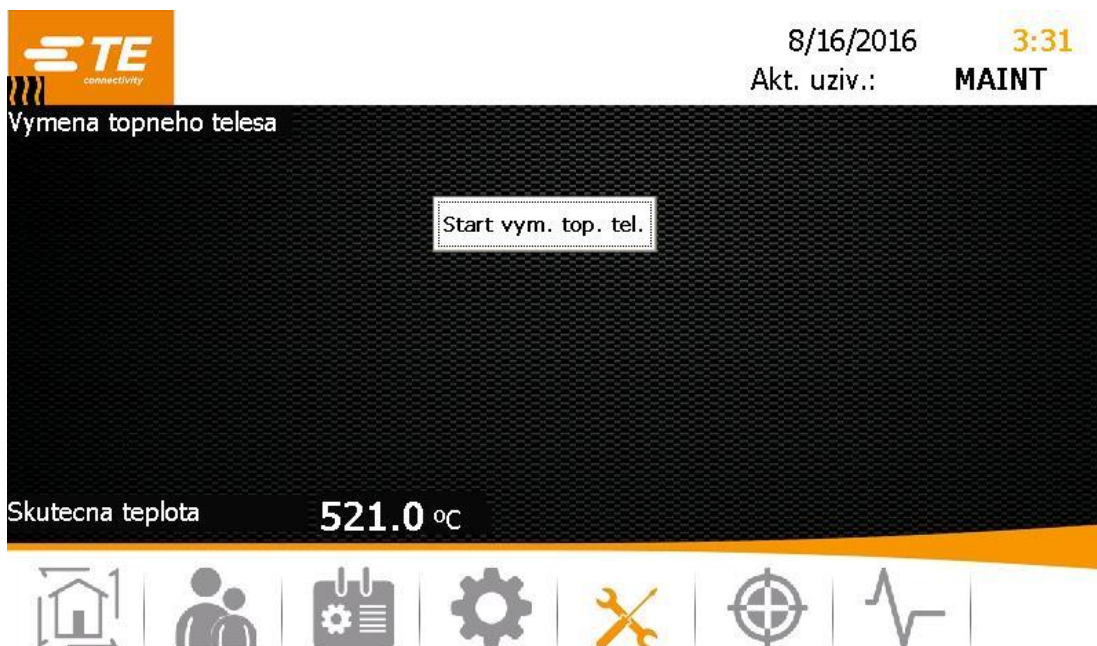 TE
connectivity
8/16/2016 3:31
Akt. uziv.: MAINT
Vymena topneho telesa
Start vym. top. tel.
Skutecna teplota 521.0 ºC